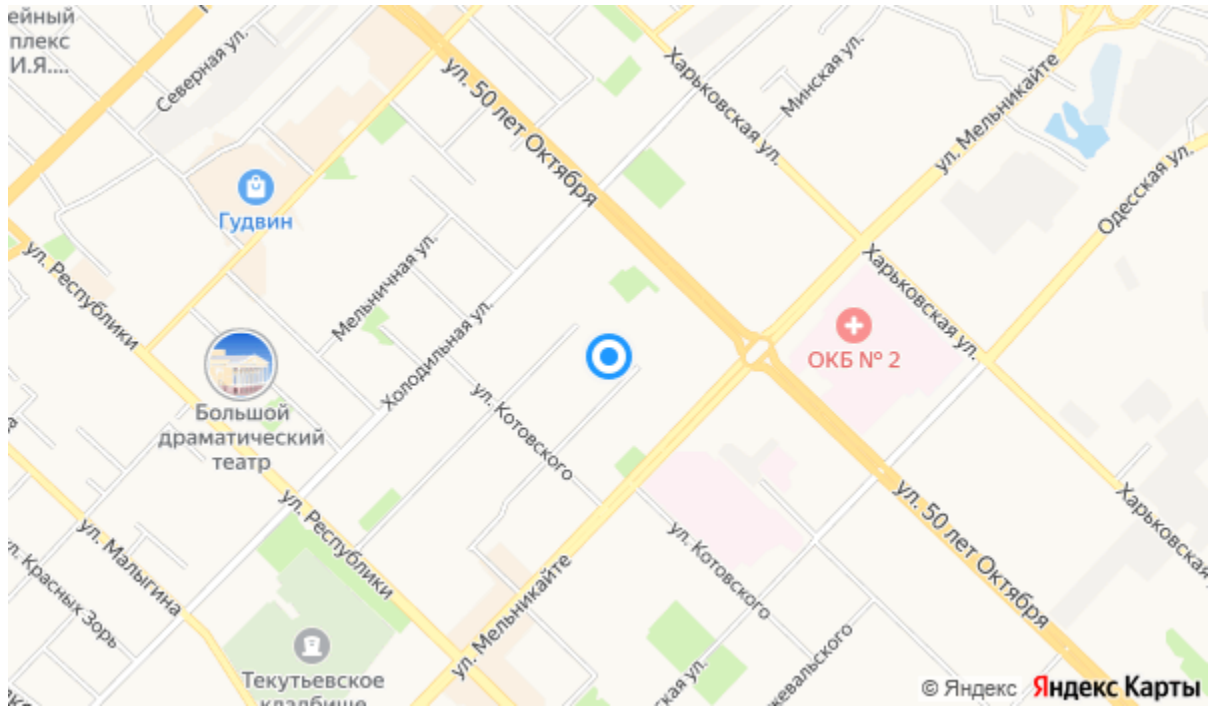 ейный
плекс
И.Я....
Северная ул.
Гудвин
ул. 50 лет Октября
Харьковская ул.
Минская ул.
ул. Мельникайте
Одесская ул.
ул. Республики
Мельничная ул.
Холодильная ул.
Харьковская ул.
ОКБ № 2
Большой
драматический
театр
ул. Котовского
ул. Республики
ул. Малыгина
л. Красных Зорь
ул. Мельникайте
ул. Котовского
ул. 50 лет Октября
Харьковская
Текутьевское
кладбище
ская ул.
жевальского
© Яндекс Яндекс Карты